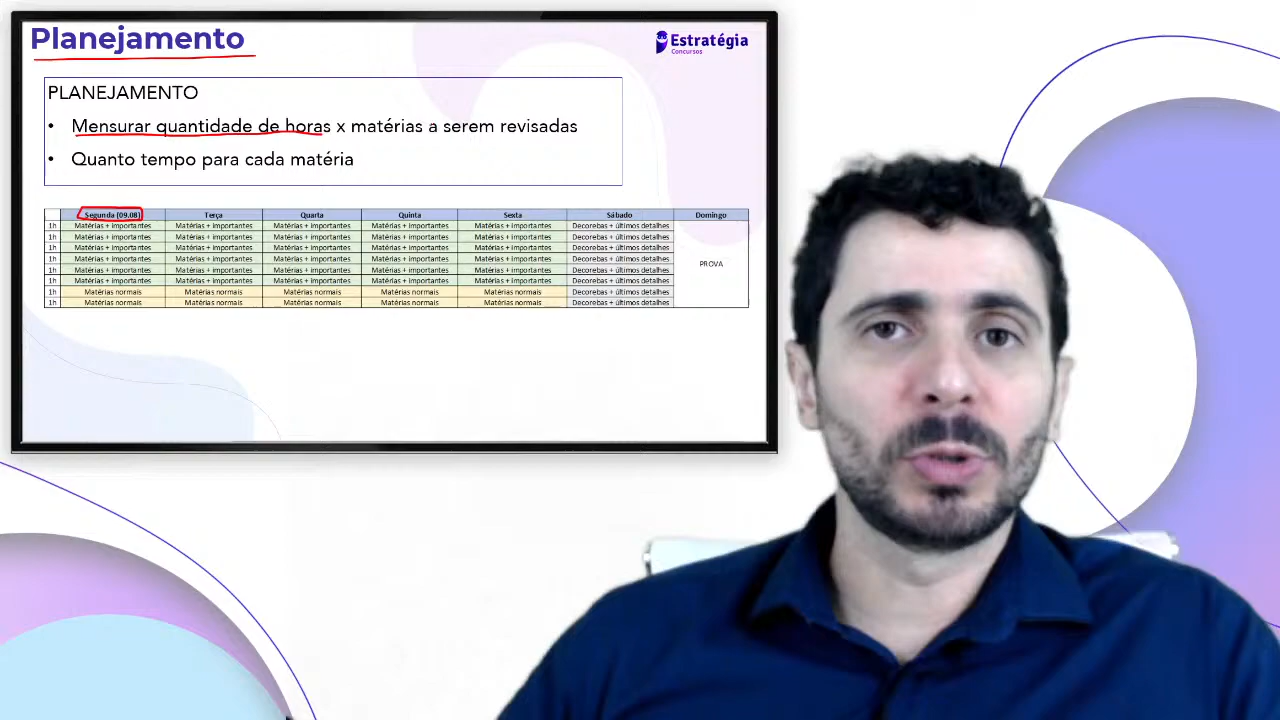 Planejamento
Estratégia
Concursos
PLANEJAMENTO
• Mensurar quantidade de horas x matérias a serem revisadas
• Quanto tempo para cada matéria
Segunda (09.08) Terça Quarta Quinta Sexta Sábado Domingo
1h Matérias + importantes Matérias + importantes Matérias + importantes Matérias + importantes Matérias + importantes Decorebas + últimos detalhes
1h Matérias + importantes Matérias + importantes Matérias + importantes Matérias + importantes Matérias + importantes Decorebas + últimos detalhes
1h Matérias + importantes Matérias + importantes Matérias + importantes Matérias + importantes Matérias + importantes Decorebas + últimos detalhes
1h Matérias + importantes Matérias + importantes Matérias + importantes Matérias + importantes Matérias + importantes Decorebas + últimos detalhes
PROVA
1h Matérias + importantes Matérias + importantes Matérias + importantes Matérias + importantes Matérias + importantes Decorebas + últimos detalhes
1h Matérias + importantes Matérias + importantes Matérias + importantes Matérias + importantes Matérias + importantes Decorebas + últimos detalhes
1h Matérias normais Matérias normais Matérias normais Matérias normais Matérias normais Decorebas + últimos detalhes
1h Matérias normais Matérias normais Matérias normais Matérias normais Matérias normais Decorebas + últimos detalhes